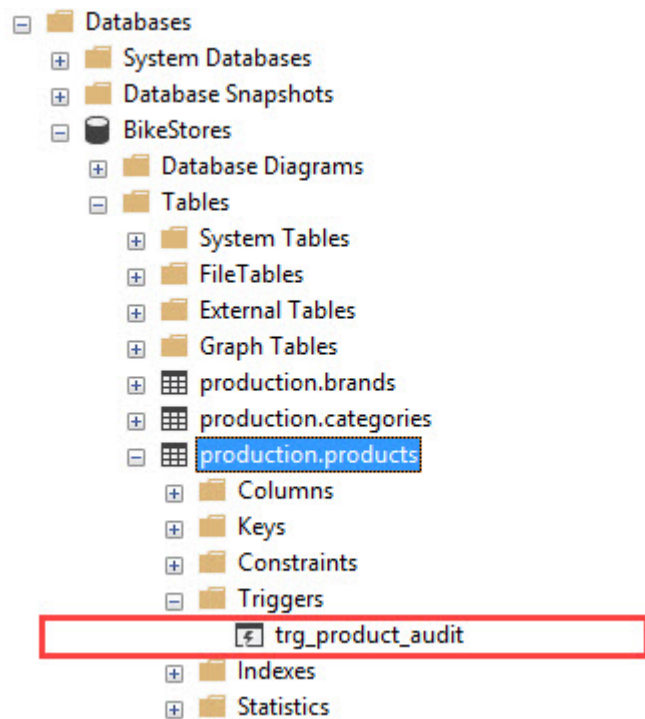 Databases
System Databases
Database Snapshots
BikeStores
Database Diagrams
Tables
System Tables
FileTables
External Tables
Graph Tables
production.brands
production.categories
production.products
Columns
Keys
Constraints
Triggers
trg_product_audit
Indexes
Statistics